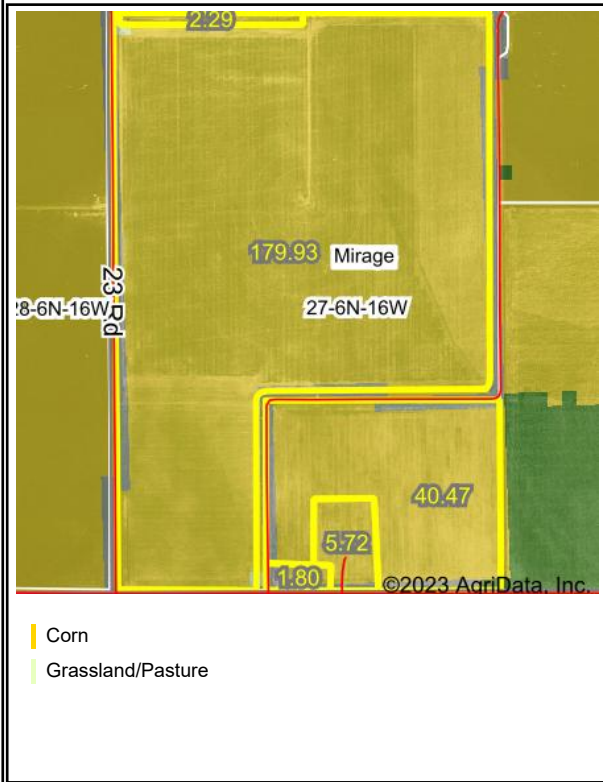 2.29
179.93
Mirage
23 Rd
28-6N-16W
27-6N-16W
40.47
5.72
1.80
©2023 AgriData, Inc.
Corn
Grassland/Pasture